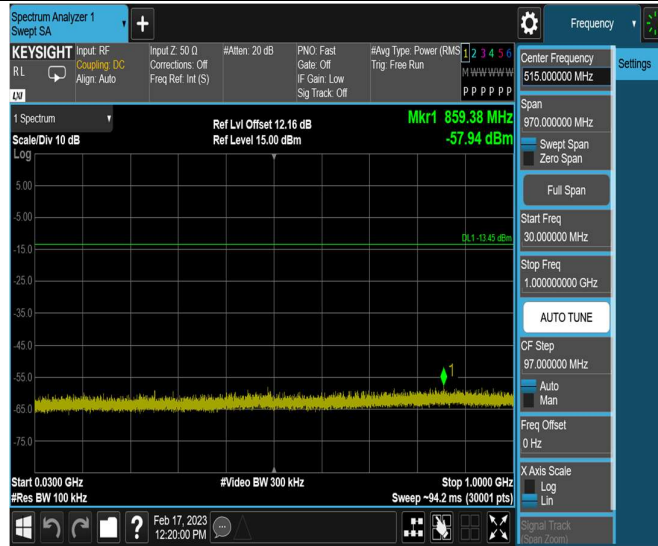 Spectrum Analyzer 1
Swept SA
Frequency
KEYSIGHT
RL
LXI
Input: RF
Coupling: DC
Align: Auto
Input Z: 50 Ω
Corrections: Off
Freq Ref: Int (S)
#Atten: 20 dB
PNO: Fast
Gate: Off
IF Gain: Low
Sig Track: Off
#Avg Type: Power (RMS
Trig: Free Run
1 2 3 4 5 6
M W W W W W
P P P P P P
1 Spectrum
Scale/Div 10 dB
Log
Ref Lvl Offset 12.16 dB
Ref Level 15.00 dBm
Mkr1 859.38 MHz
-57.94 dBm
5.00
-5.00
-15.0
-25.0
-35.0
-45.0
-55.0
-65.0
-75.0
DL1 -13.45 dBm
1
Start 0.0300 GHz
#Res BW 100 kHz
#Video BW 300 kHz
Stop 1.0000 GHz
Sweep ~94.2 ms (30001 pts)
?
Feb 17, 2023
12:20:00 PM
Center Frequency
515.000000 MHz
Settings
Span
970.000000 MHz
Swept Span
Zero Span
Full Span
Start Freq
30.000000 MHz
Stop Freq
1.000000000 GHz
AUTO TUNE
CF Step
97.000000 MHz
Auto
Man
Freq Offset
0 Hz
X Axis Scale
Log
Lin
Signal Track
(Span Zoom)